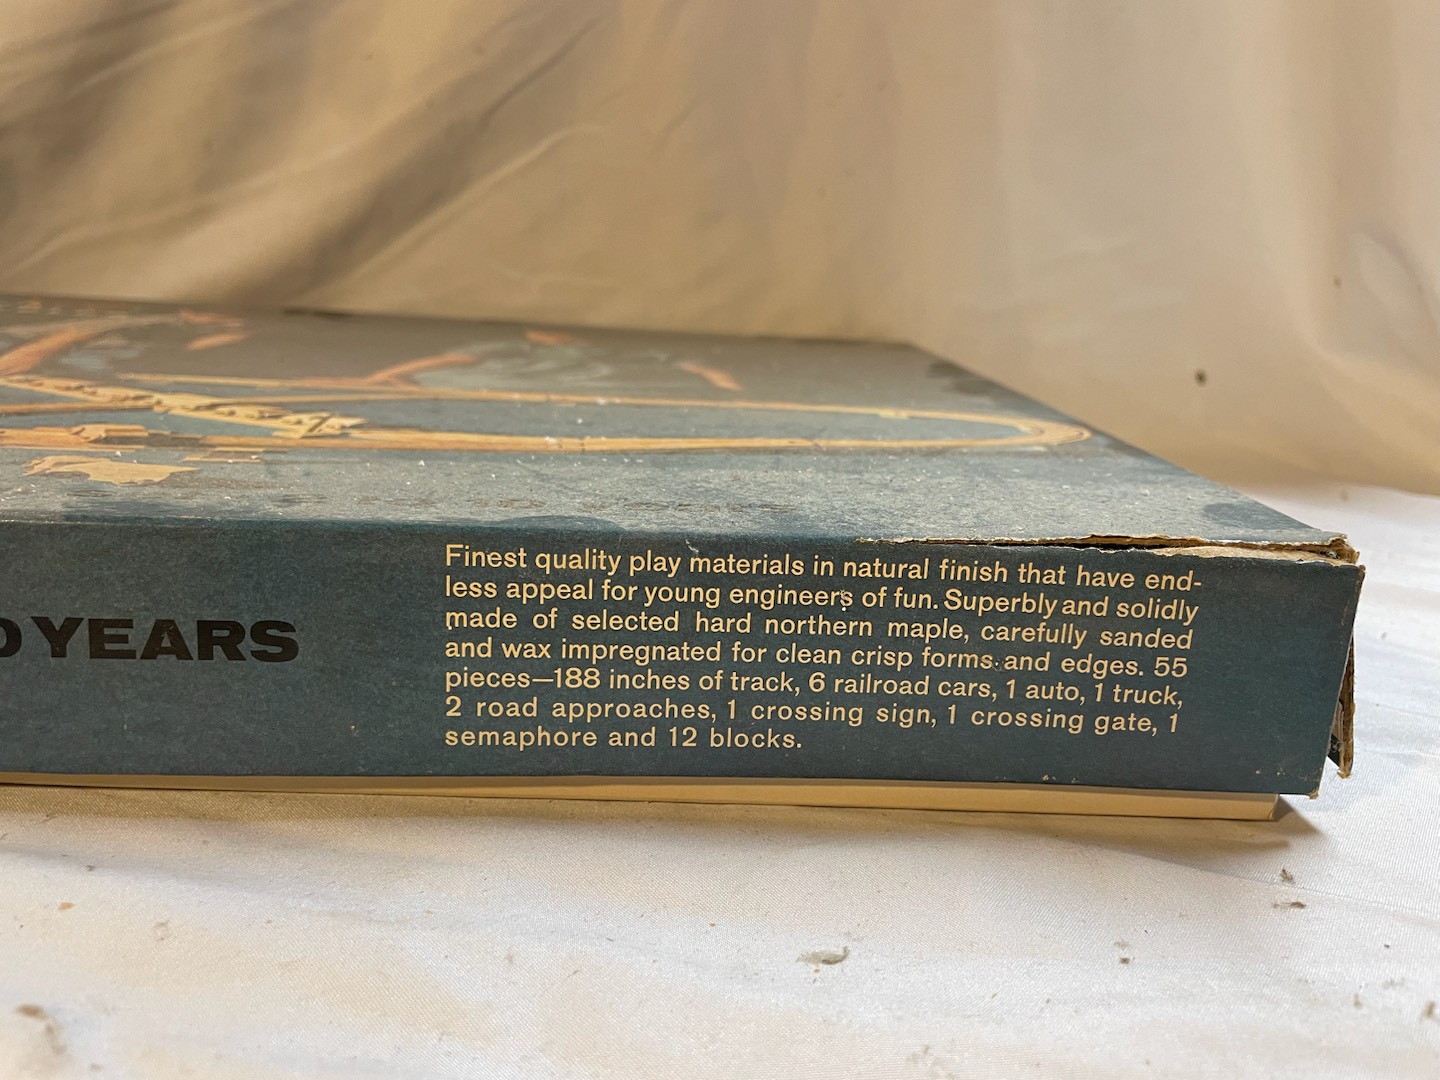 YEARS
Finest quality play materials in natural finish that have end-
less appeal for young engineers of fun. Superbly and solidly
made of selected hard northern maple, carefully sanded
and wax impregnated for clean crisp forms and edges. 55
pieces—188 inches of track, 6 railroad cars, 1 auto, 1 truck,
2 road approaches, 1 crossing sign, 1 crossing gate, 1
semaphore and 12 blocks.